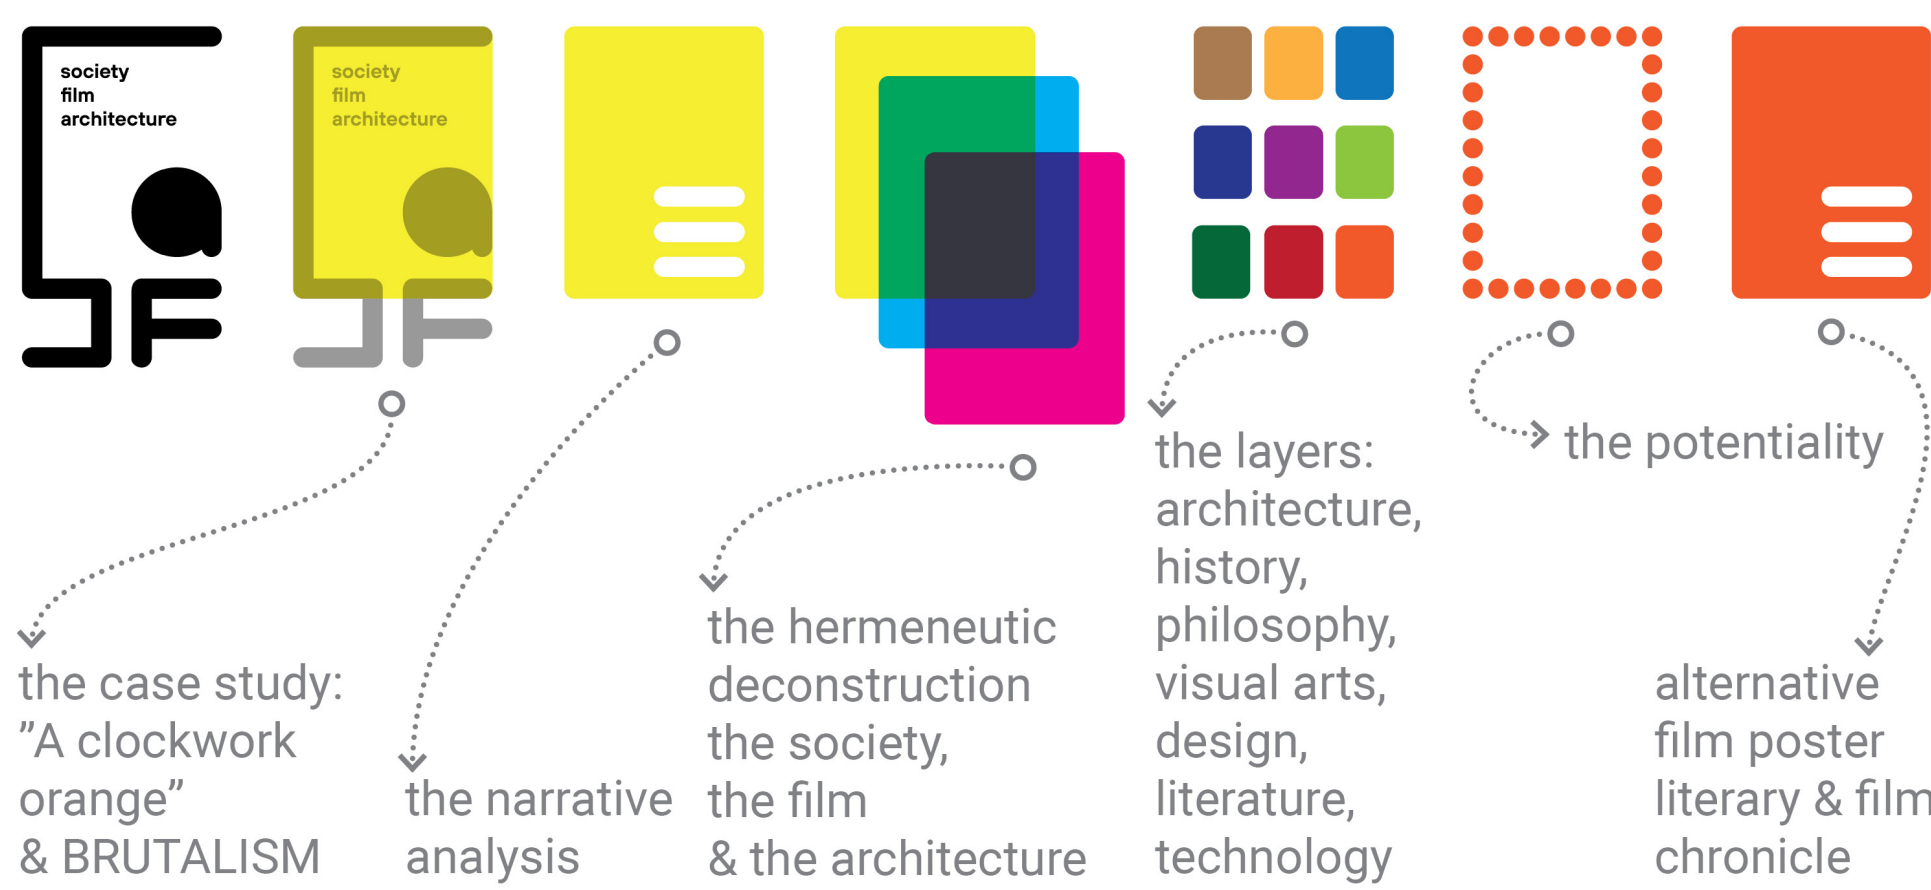 society
film
architecture
society
film
architecture
the case study:
”A clockwork
orange”
& BRUTALISM
the narrative
analysis
the hermeneutic
deconstruction
the society,
the film
& the architecture
the layers:
architecture,
history,
philosophy,
visual arts,
design,
literature,
technology
the potentiality
alternative
film poster
literary & film
chronicle